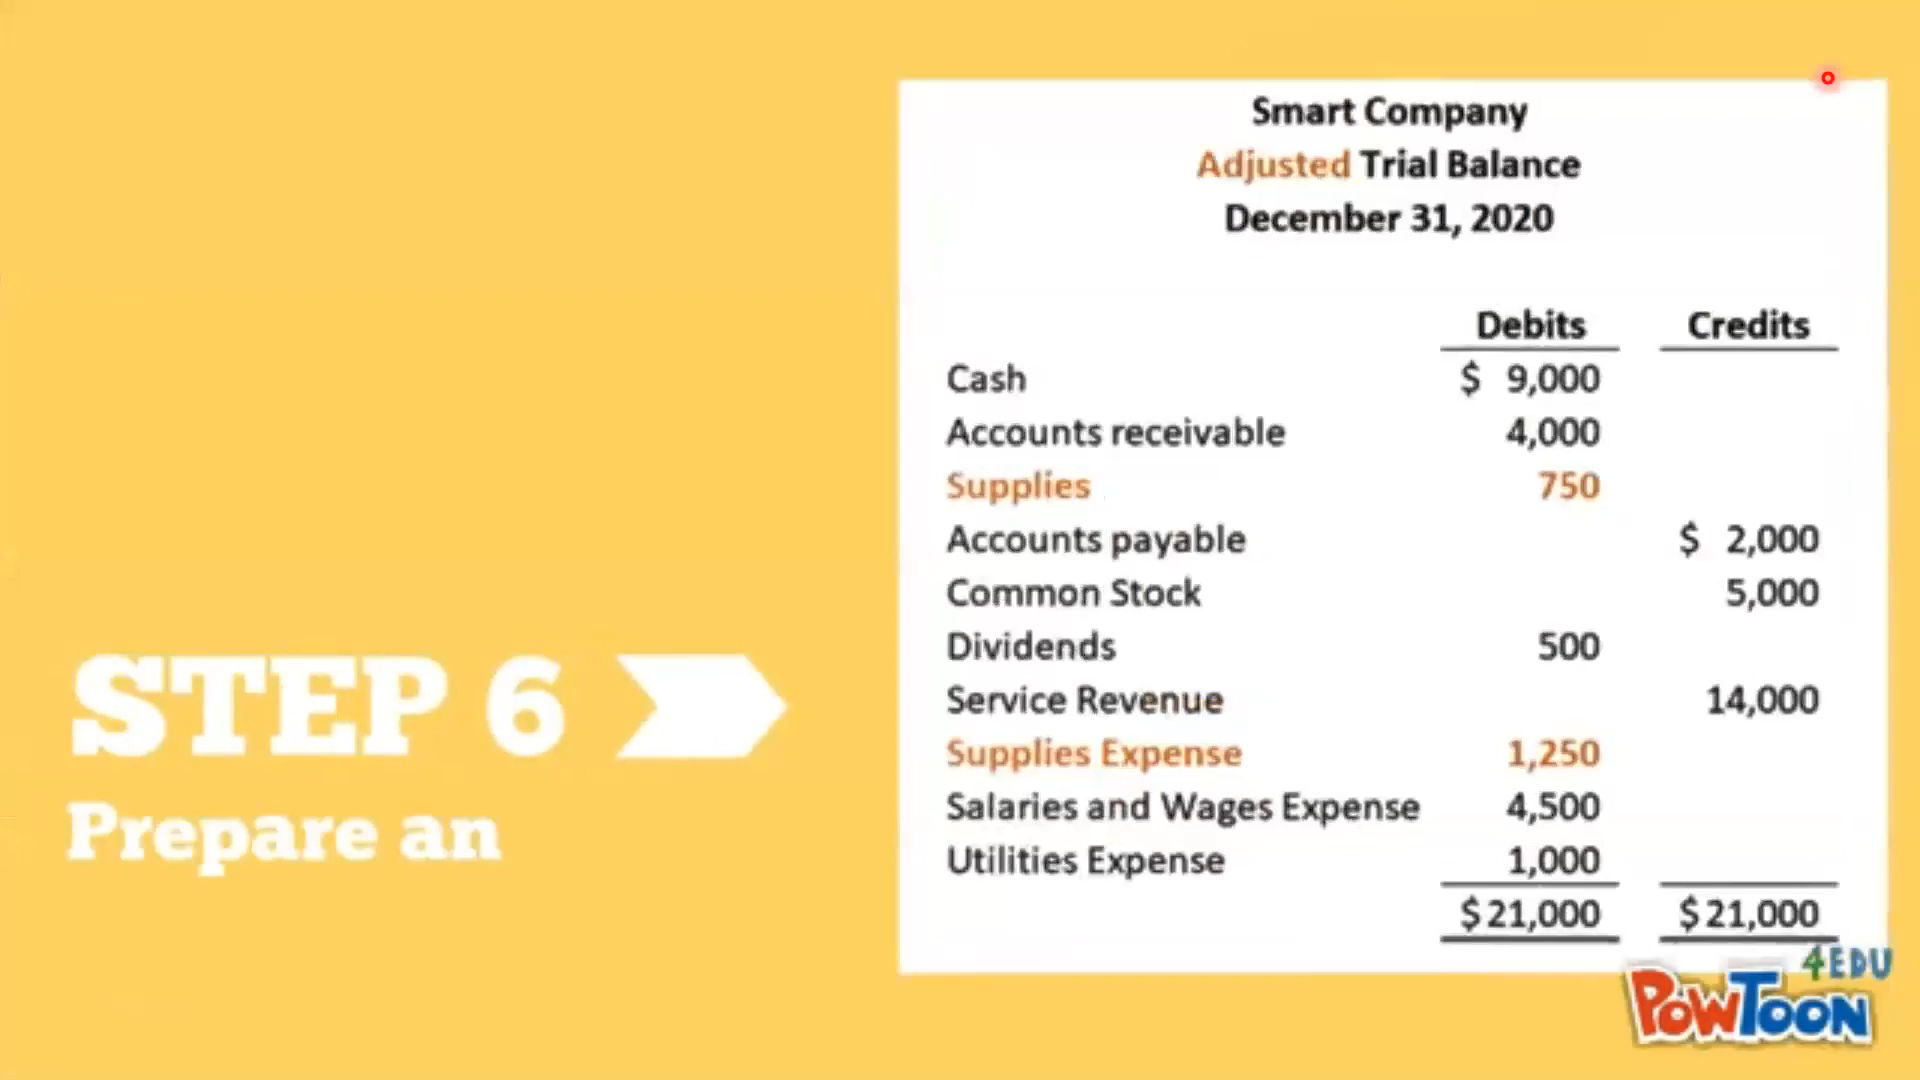 STEP 6
Prepare an
Smart Company
Adjusted Trial Balance
December 31, 2020
Debits Credits
Cash $ 9,000
Accounts receivable 4,000
Supplies 750
Accounts payable $ 2,000
Common Stock 5,000
Dividends 500
Service Revenue 14,000
Supplies Expense 1,250
Salaries and Wages Expense 4,500
Utilities Expense 1,000
$21,000 $21,000
4EDU
POWTOON